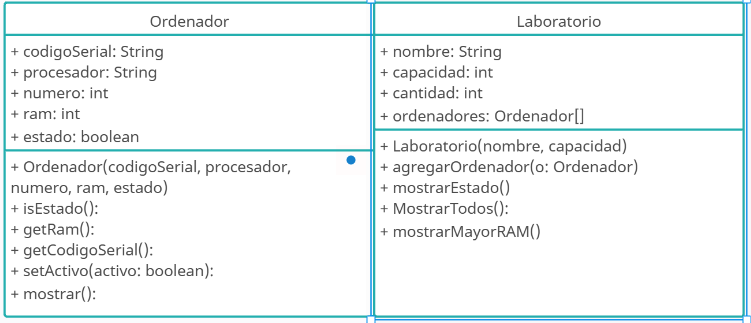 Ordenador
+ codigoSerial: String
+ procesador: String
+ numero: int
+ ram: int
+ estado: boolean
+ Ordenador(codigoSerial, procesador,
numero, ram, estado)
+ isEstado():
+ getRam():
+ getCodigoSerial():
+ setActivo(activo: boolean):
+ mostrar():
Laboratorio
+ nombre: String
+ capacidad: int
+ cantidad: int
+ ordenadores: Ordenador[]
+ Laboratorio(nombre, capacidad)
+ agregarOrdenador(o: Ordenador)
+ mostrarEstado()
+ MostrarTodos():
+ mostrarMayorRAM()